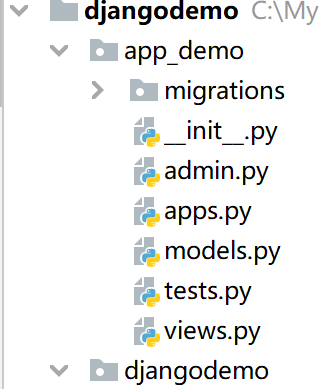 djangodemo C:\My
app_demo
migrations
__init__.py
admin.py
apps.py
models.py
tests.py
views.py
djangodemo